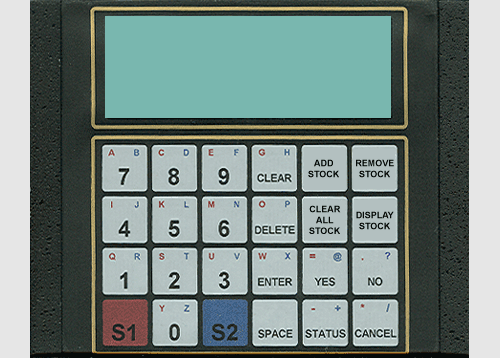 A B C D E F G H
7 8 9 CLEAR ADD STOCK REMOVE STOCK
I J K L M N O P
4 5 6 DELETE CLEAR ALL STOCK DISPLAY STOCK
Q R S T U V W X = @ . ?
1 2 3 ENTER YES NO
Y Z - + * /
S1 0 S2 SPACE STATUS CANCEL